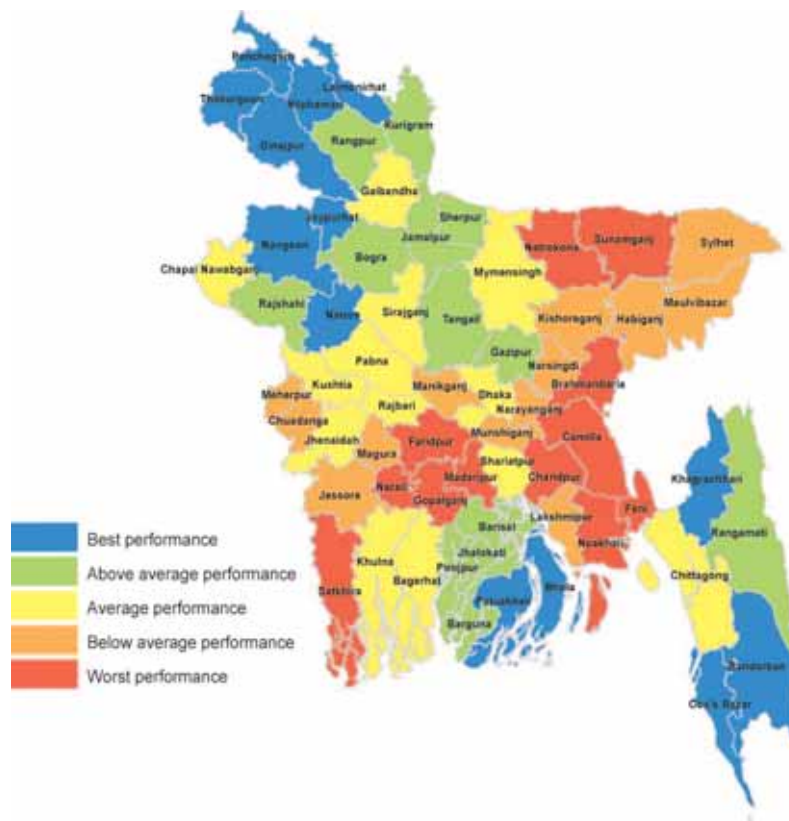 Panchagarh
Lalmonirhat
Thakurgaon
Nilphamari
Kurigram
Dinajpur
Rangpur
Gaibandha
Joypurhat
Sherpur
Naogaon
Jamalpur
Netrokona
Sunamganj
Sylhet
Bogra
Mymensingh
Chapai Nawabganj
Rajshahi
Natore
Sirajganj
Tangail
Kishoreganj
Habiganj
Maulvibazar
Gazipur
Pabna
Narsingdi
Kushtia
Manikganj
Dhaka
Brahmanbaria
Meherpur
Rajbari
Narayanganj
Chuadanga
Jhenaidah
Faridpur
Munshiganj
Comilla
Magura
Shariatpur
Jessore
Narail
Madaripur
Chandpur
Khagrachhari
Gopalganj
Feni
Lakshmipur
Barisal
Rangamati
Noakhali
Best performance
Khulna
Jhalokati
Pirojpur
Chittagong
Above average performance
Satkhira
Bagerhat
Patuakhali
Bhola
Average performance
Barguna
Below average performance
Bandarban
Worst performance
Cox's Bazar